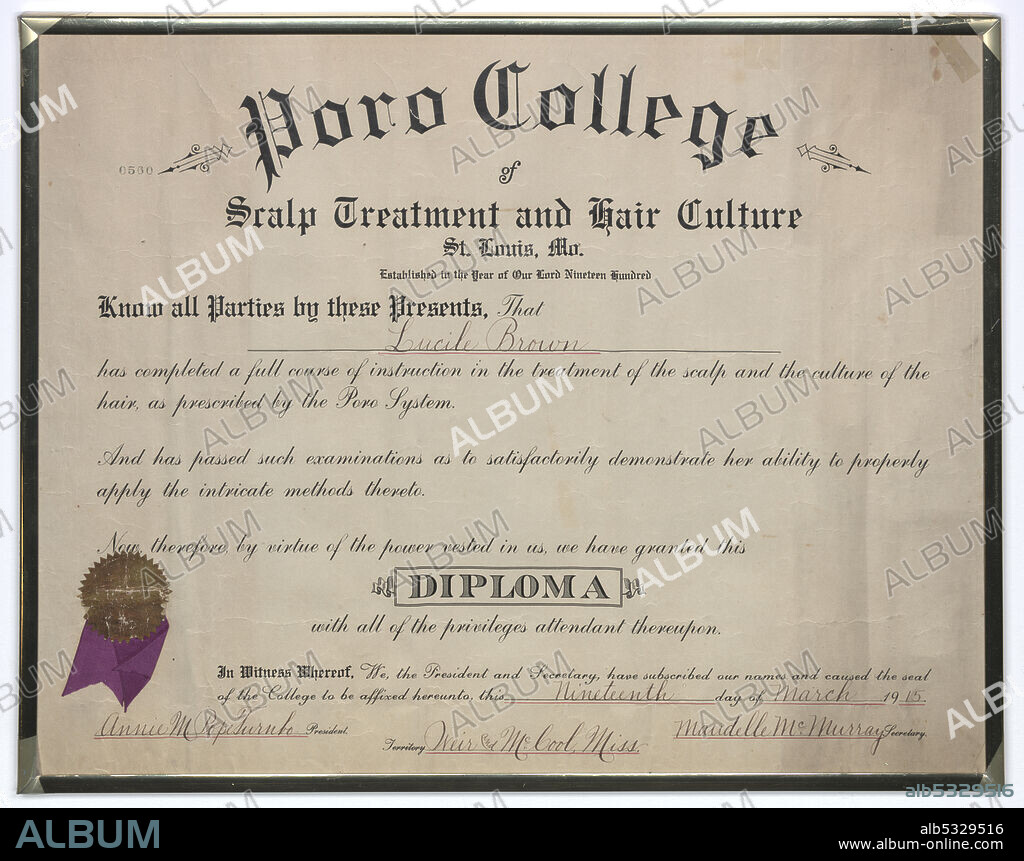 Poro College
0560
of
Scalp Treatment and Hair Culture
St. Louis, Mo.
Established in the Year of Our Lord Nineteen Hundred
Know all Parties by these Presents, That
Lucile Brown
has completed a full course of instruction in the treatment of the scalp and the culture of the
hair, as prescribed by the Poro System.
And has passed such examinations as to satisfactorily demonstrate her ability to properly
apply the intricate methods thereto.
Now, therefore, by virtue of the power vested in us, we have granted this
DIPLOMA
with all of the privileges attendant thereupon.
In Witness Whereof, We, the President and Secretary, have subscribed our names and caused the seal
of the College to be affixed hereunto, this Nineteenth day of March 1915.
Annie M. Pope Turnbo President.
Maudelle McMurray Secretary.
Territory Weir & McCool, Miss.
alb5329516
ALBUM
alb5329516
www.album-online.com